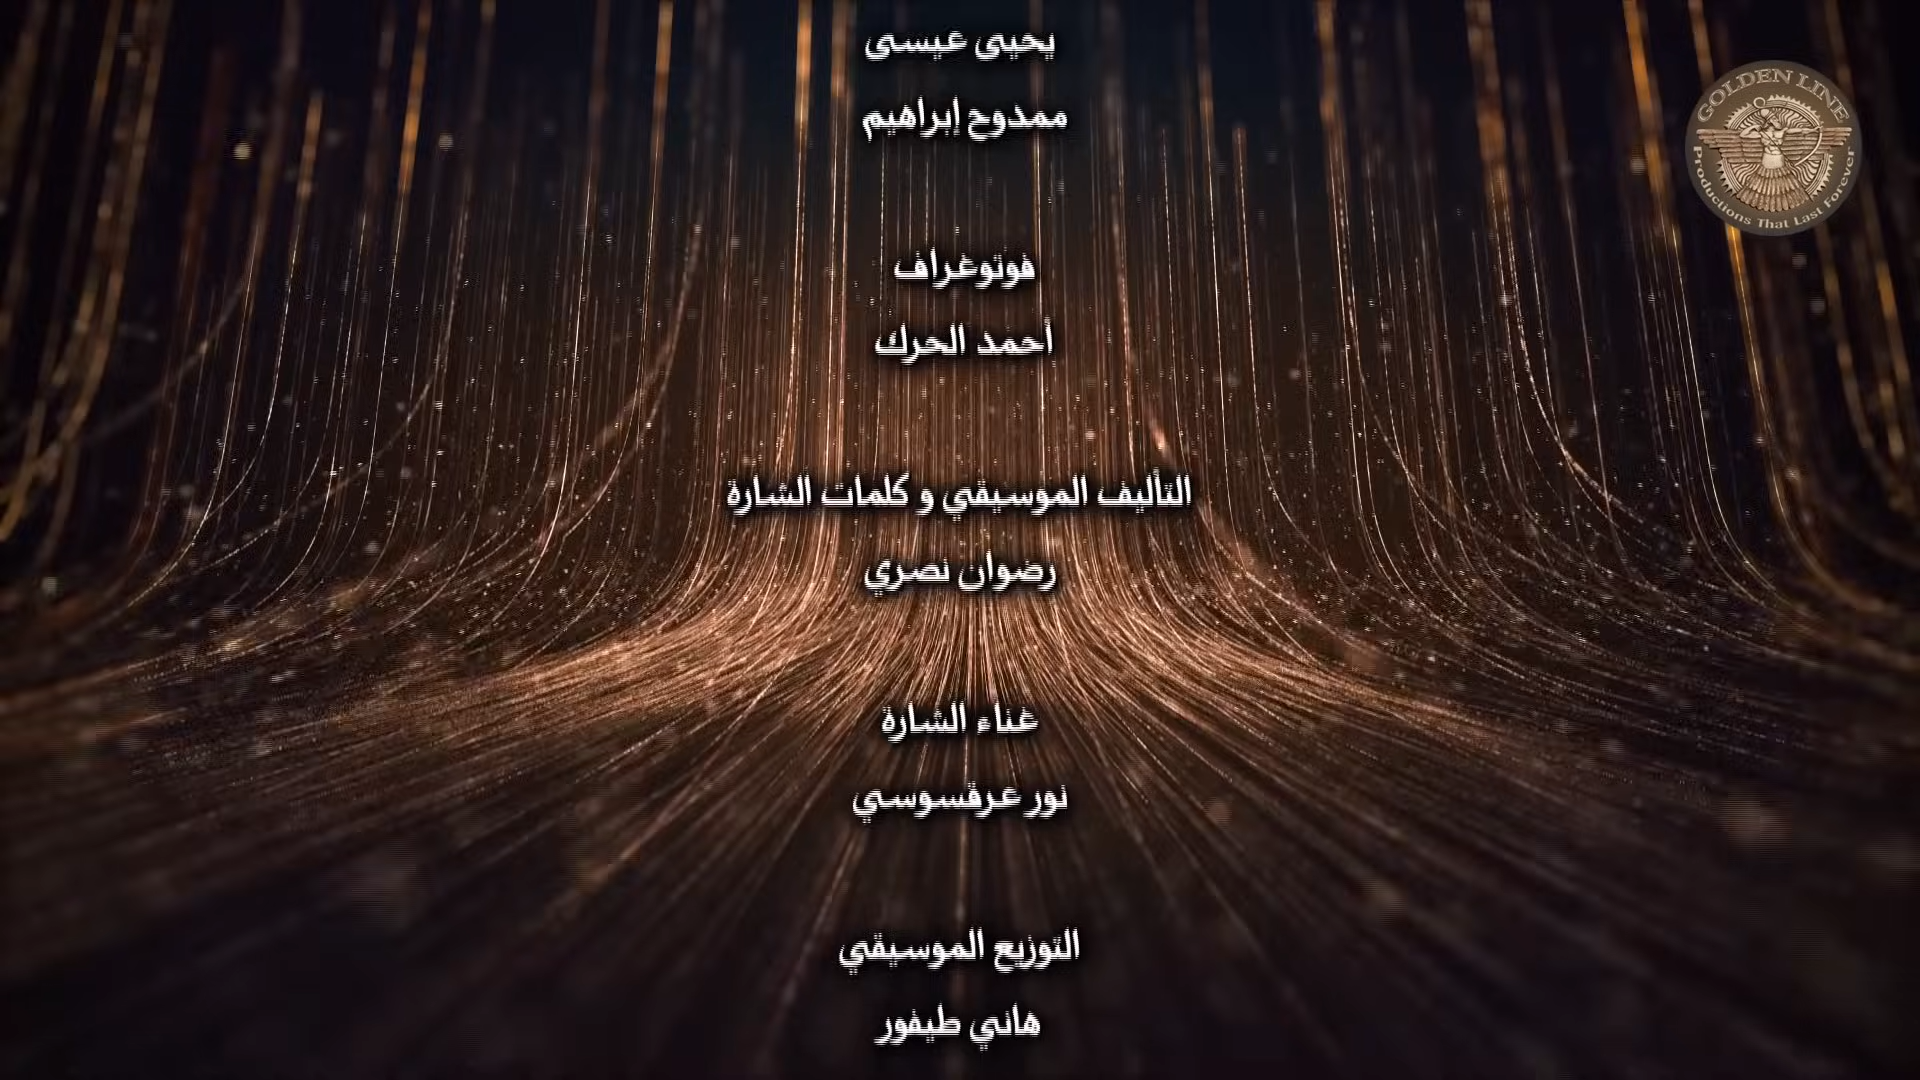 يحيى عيسى
ممدوح إبراهيم
GOLDEN LINE
Productions That Last Forever
فوتوغراف
أحمد الحرك
التأليف الموسيقي و كلمات الشارة
رضوان نصري
غناء الشارة
نور عرقسوسي
التوزيع الموسيقي
هاني طيفور